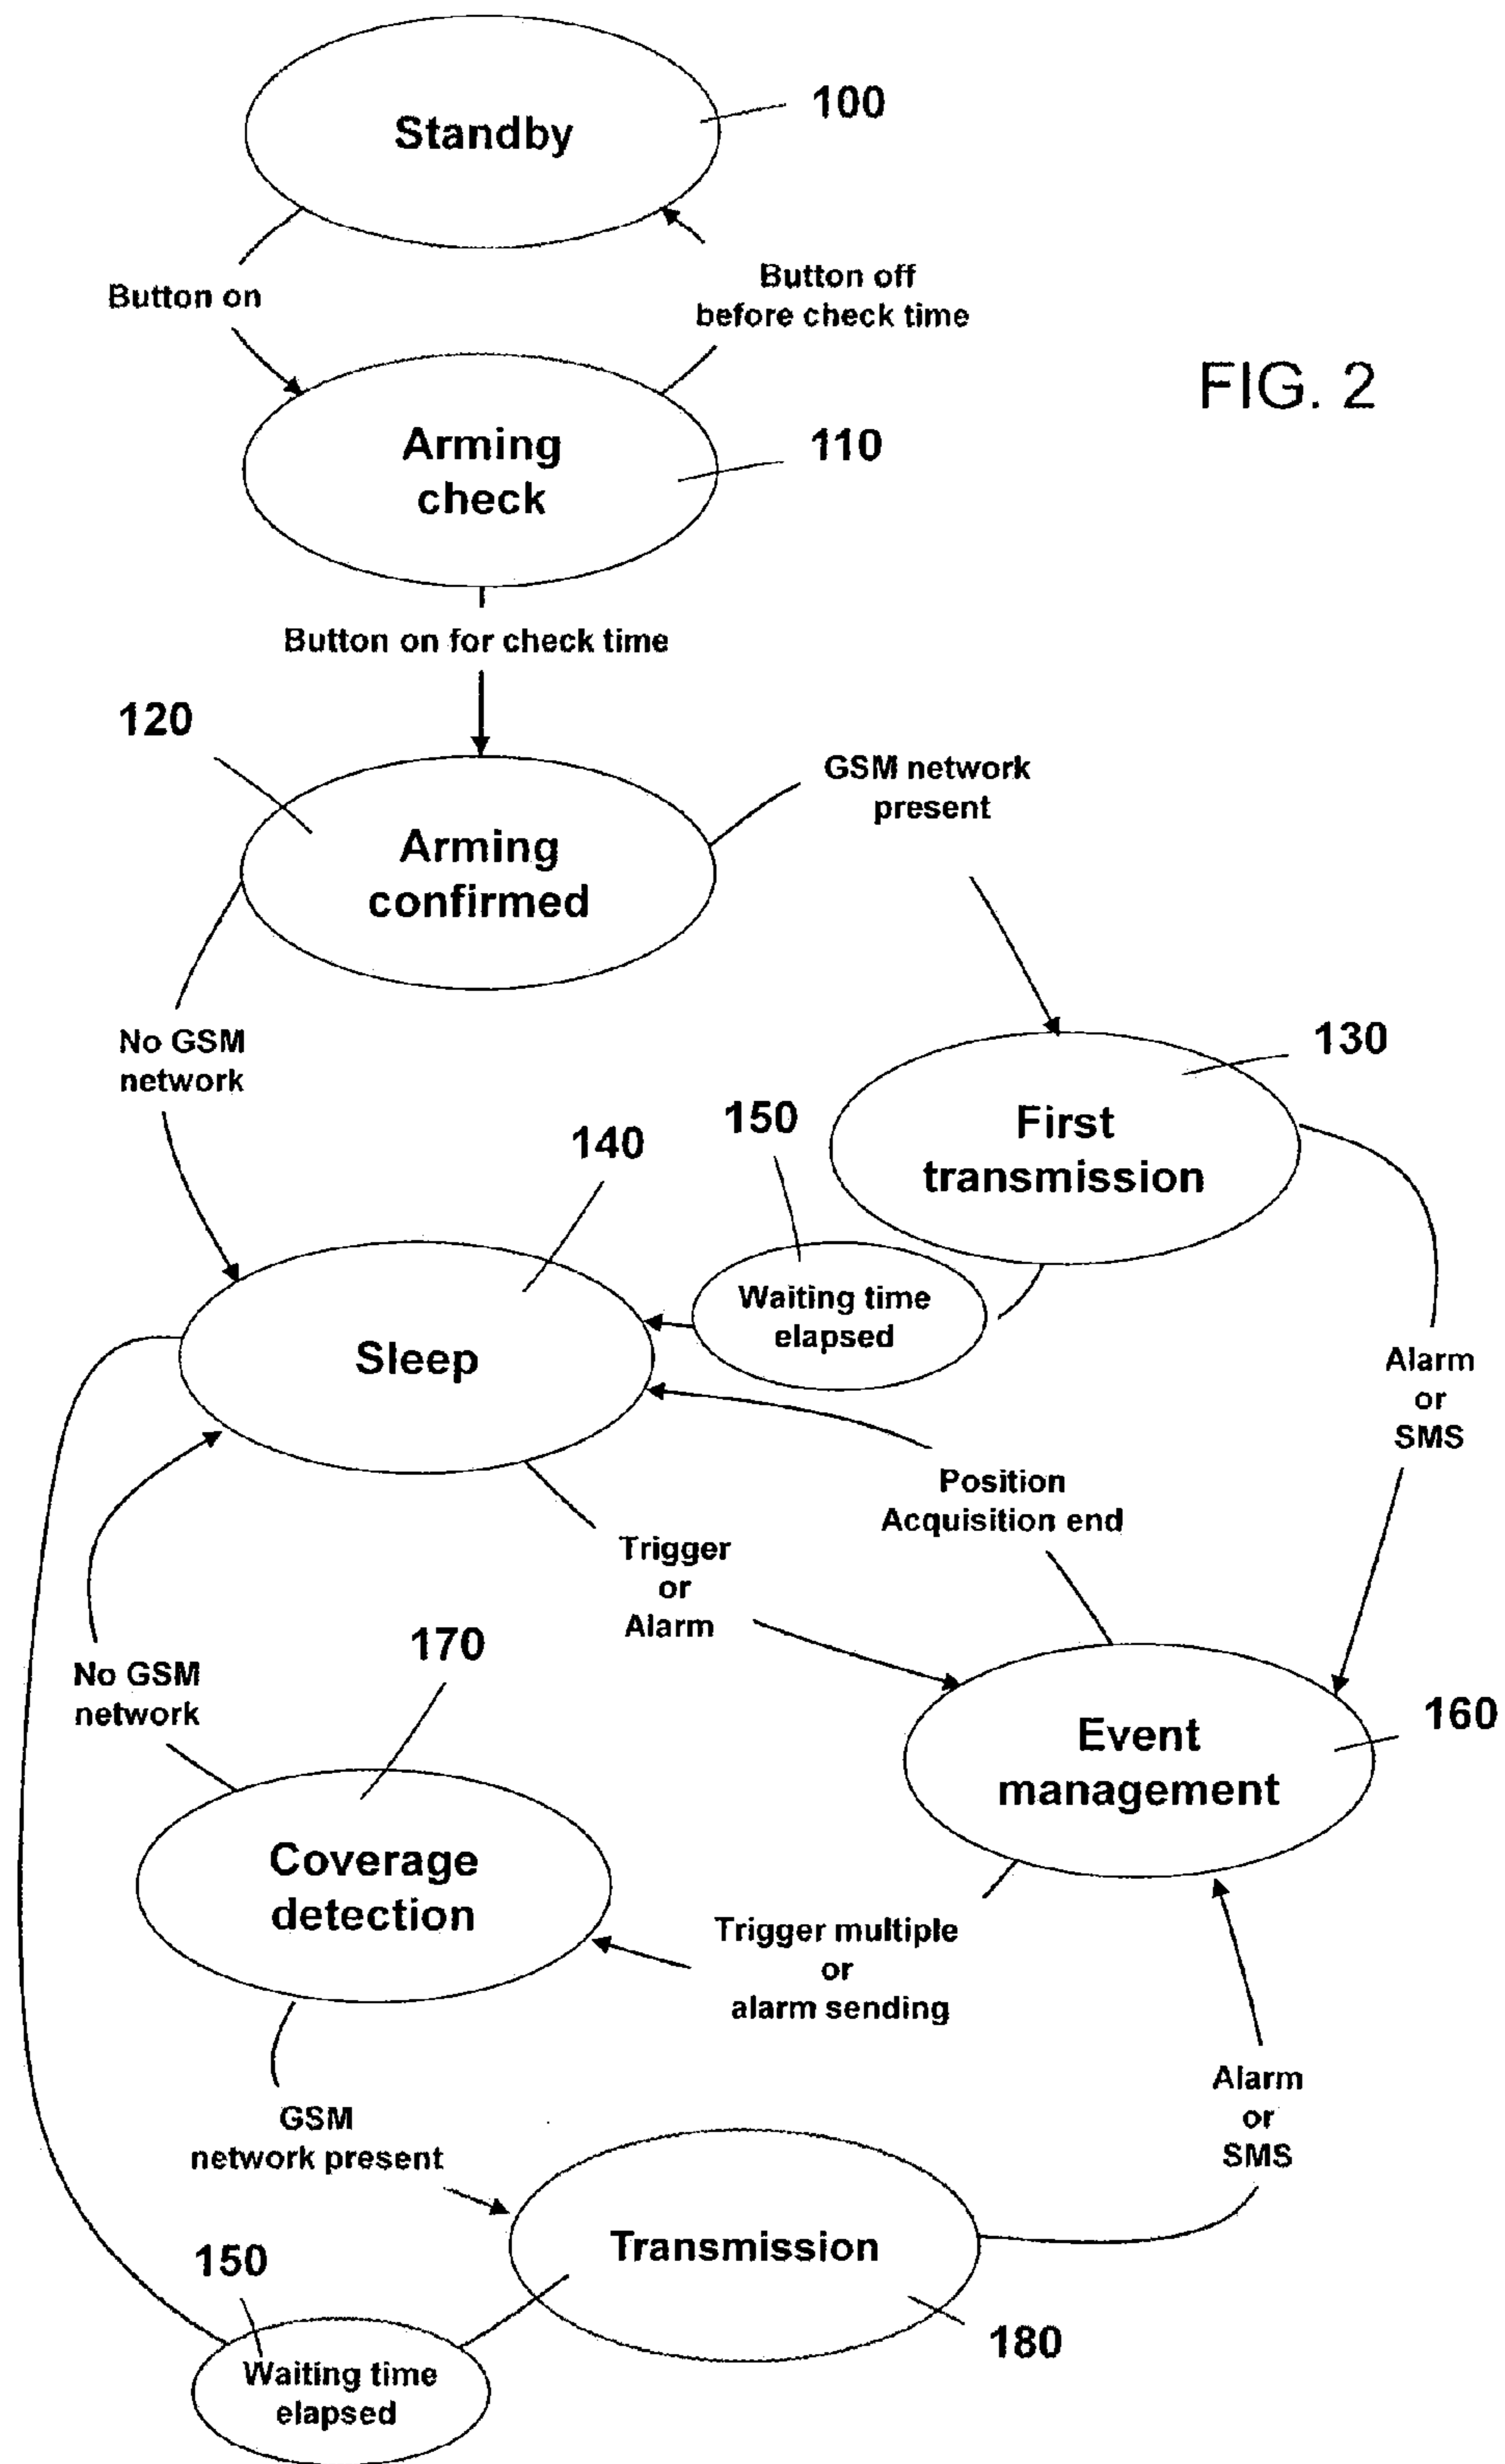 Standby
100
Button on
Button off
before check time
FIG. 2
Arming
check
110
Button on for check time
120
GSM network
present
Arming
confirmed
No GSM
network
130
First
transmission
150
140
Waiting time
elapsed
Sleep
Alarm
or
SMS
Position
Acquisition end
Trigger
or
Alarm
170
No GSM
network
160
Event
management
Coverage
detection
Trigger multiple
or
alarm sending
Alarm
or
SMS
GSM
network present
Transmission
150
180
Waiting time
elapsed